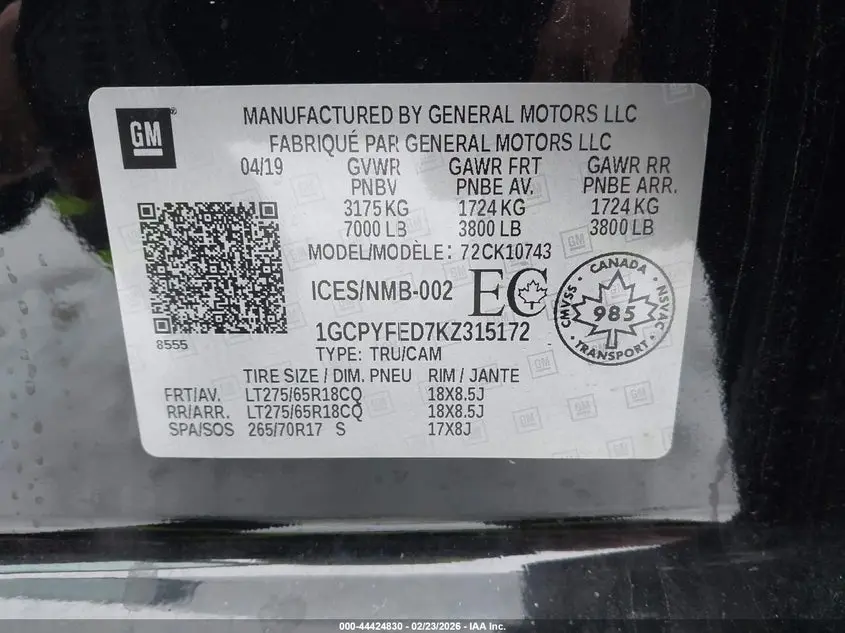 GM
MANUFACTURED BY GENERAL MOTORS LLC
FABRIQUÉ PAR GENERAL MOTORS LLC
04/19 GVWR GAWR FRT GAWR RR
PNBV PNBE AV. PNBE ARR.
3175 KG 1724 KG 1724 KG
7000 LB 3800 LB 3800 LB
MODEL/MODÈLE: 72CK10743
ICES/NMB-002 EC
CANADA
CMVSS 985 NSVAC
TRANSPORT
1GCPYFED7KZ315172
8555
TYPE: TRU/CAM
TIRE SIZE / DIM. PNEU RIM / JANTE
FRT/AV. LT275/65R18CQ 18X8.5J
RR/ARR. LT275/65R18CQ 18X8.5J
SPA/SOS 265/70R17 S 17X8J
000-44424830 - 02/23/2026 - IAA Inc.